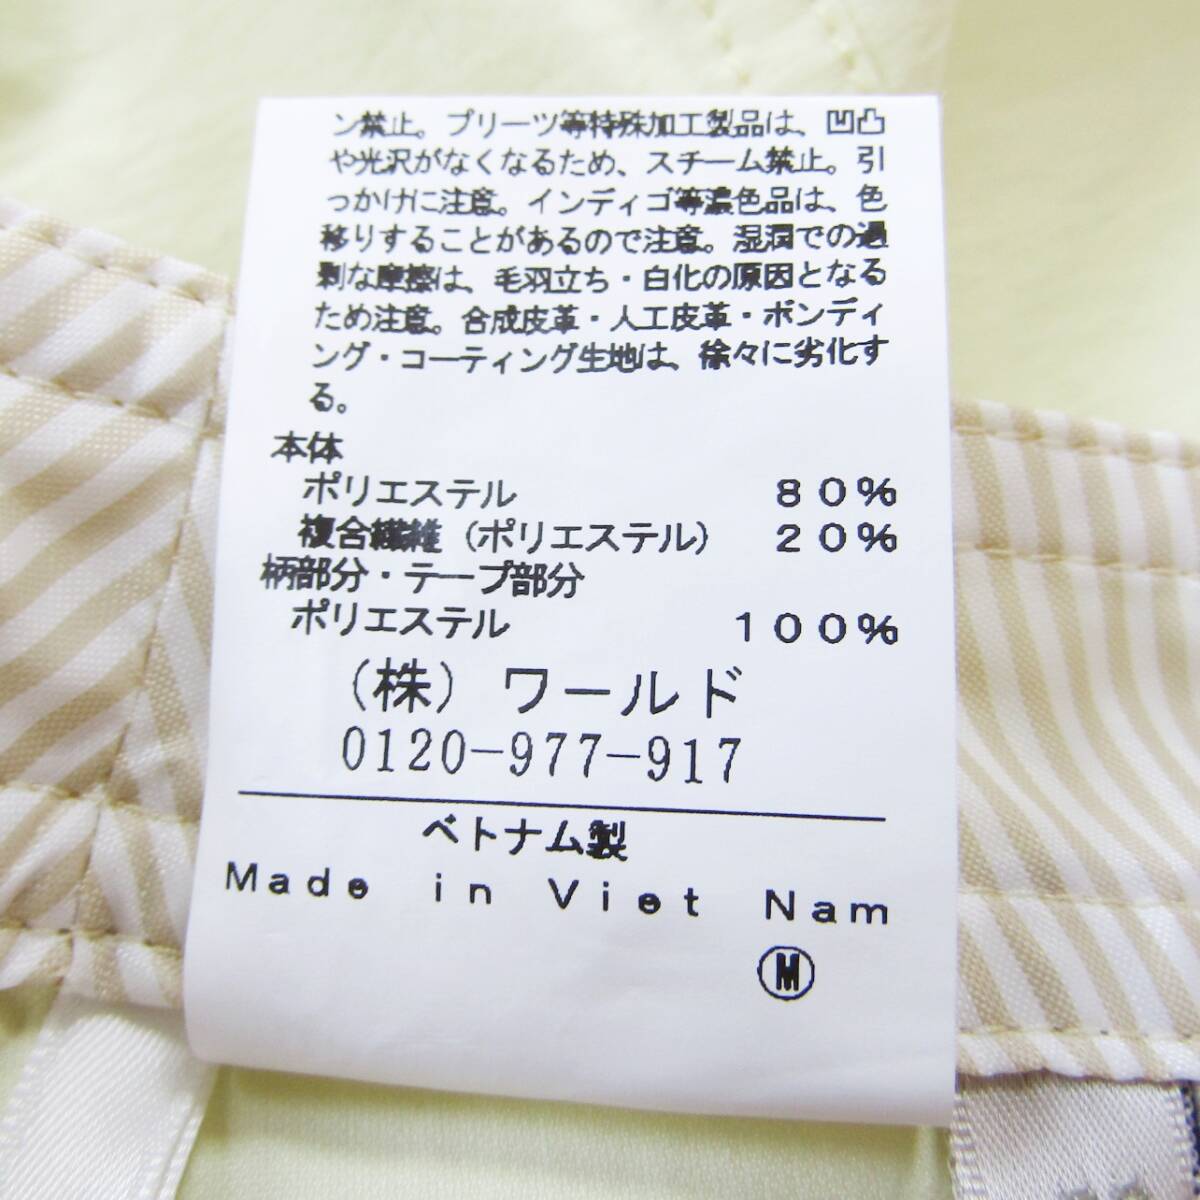 ン禁止。プリーツ等特殊加工製品は、凹凸
や光沢がなくなるため、スチーム禁止。引
っかけに注意。インディゴ等濃色品は、色
移りすることがあるので注意。湿潤での過
剰な摩擦は、毛羽立ち・白化の原因となる
ため注意。合成皮革・人工皮革・ボンディ
ング・コーティング生地は、徐々に劣化す
る。
本体
ポリエステル 80%
複合繊維(ポリエステル) 20%
柄部分・テープ部分
ポリエステル 100%
(株)ワールド
0120-977-917
ベトナム製
Made in Viet Nam
Ⓜ